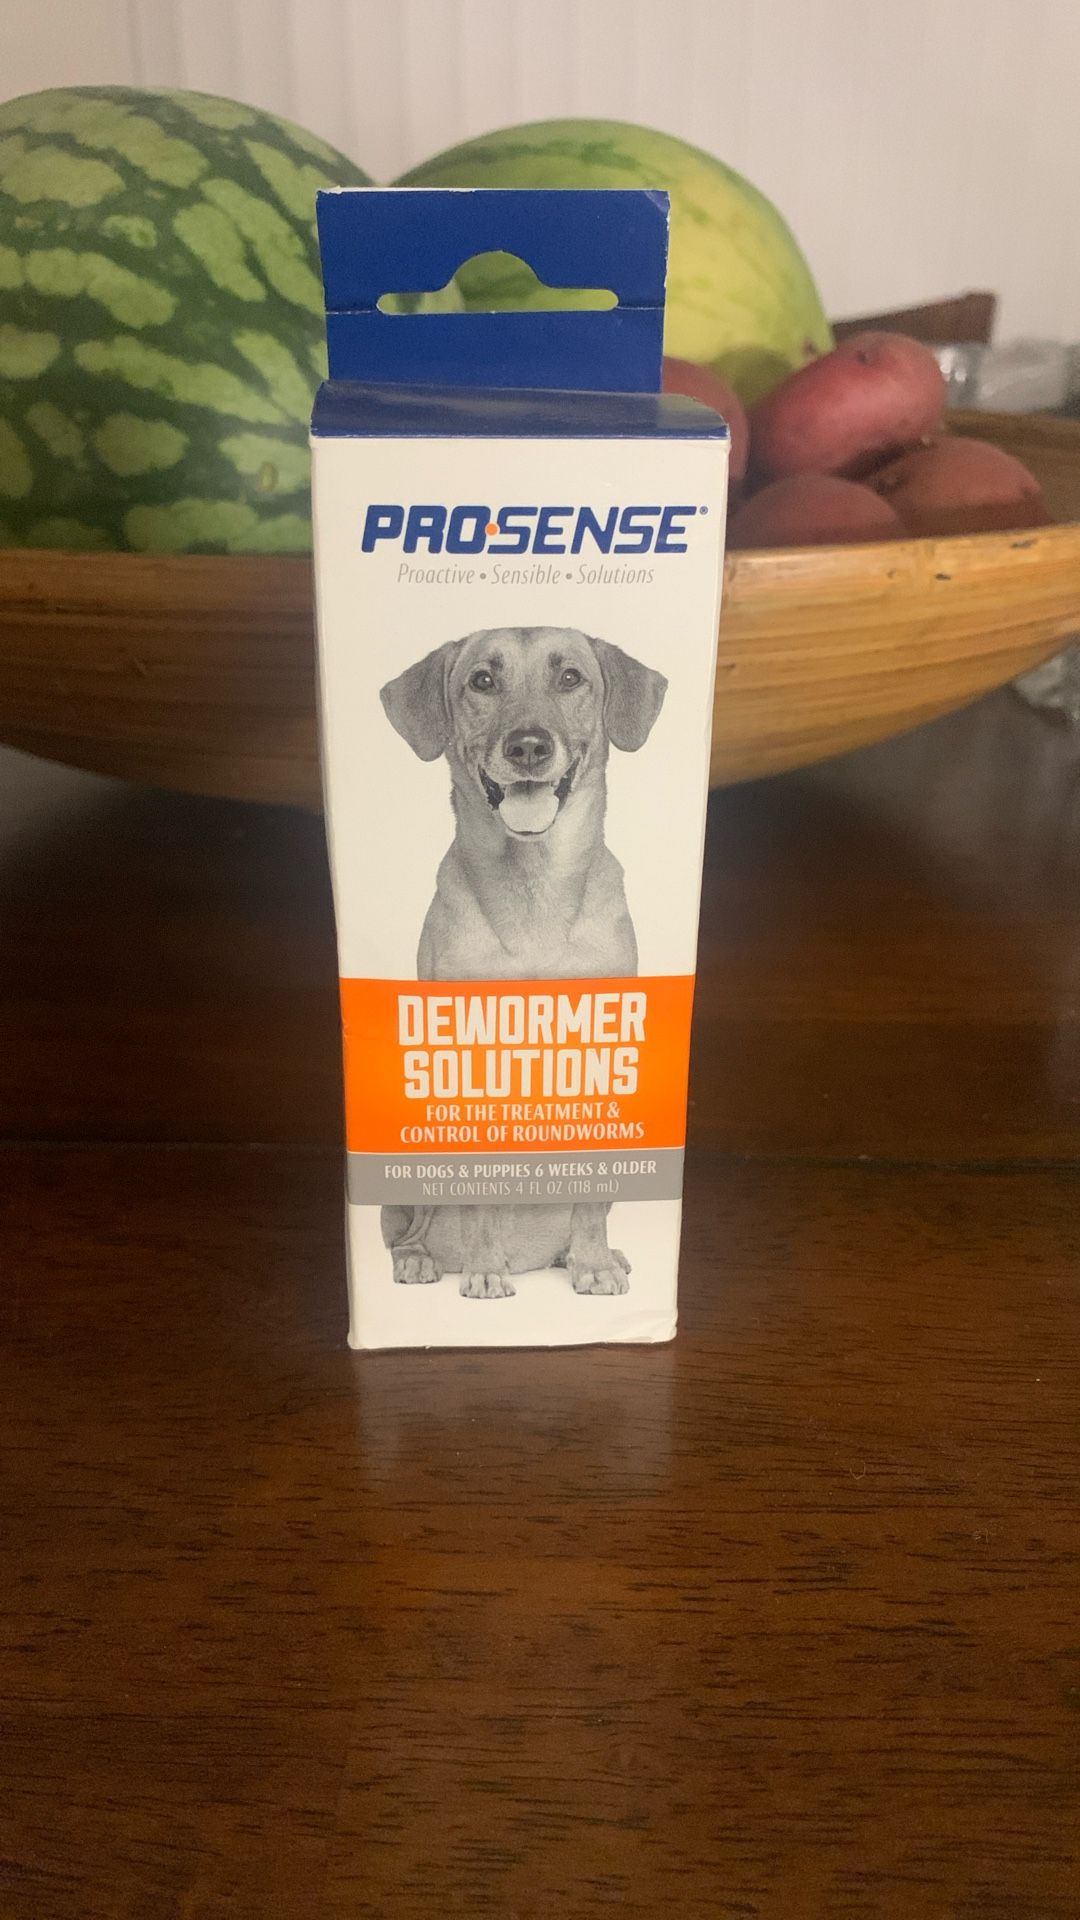 PRO•SENSE®
Proactive • Sensible • Solutions
DEWORMER
SOLUTIONS
FOR THE TREATMENT &
CONTROL OF ROUNDWORMS
FOR DOGS & PUPPIES 6 WEEKS & OLDER
NET CONTENTS 4 FL OZ (118 mL)